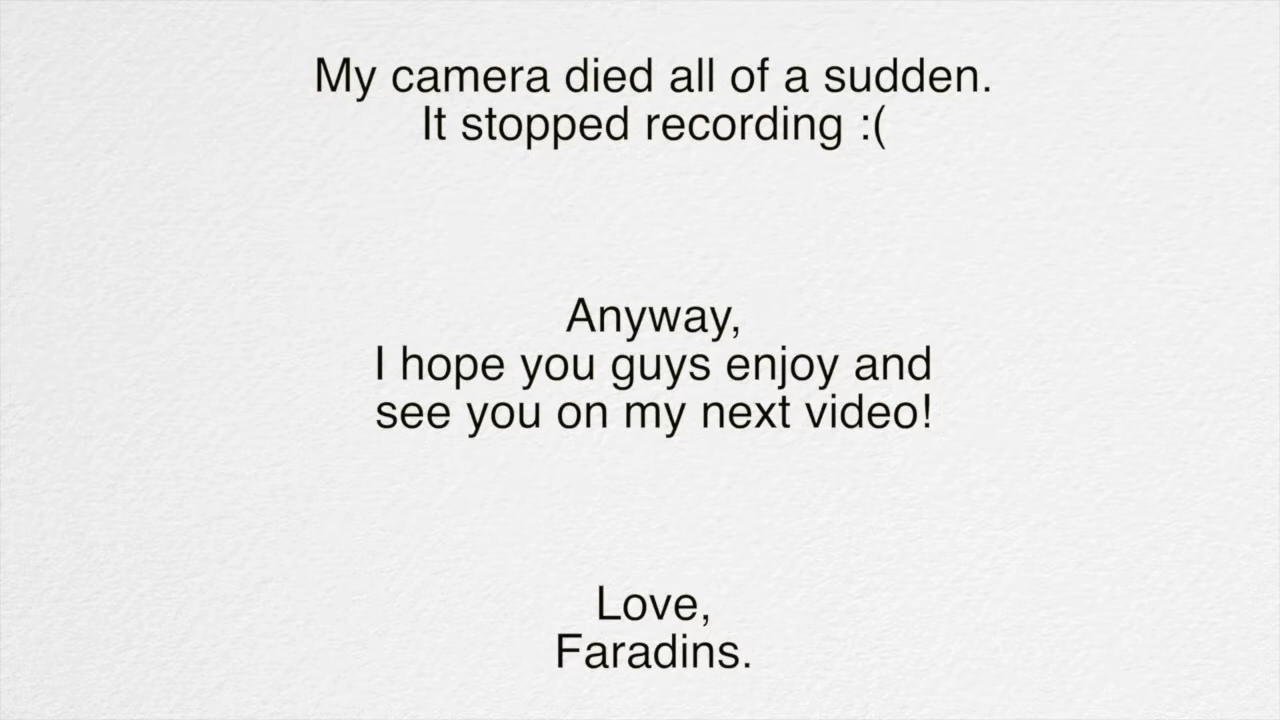 My camera died all of a sudden.
It stopped recording :(
Anyway,
I hope you guys enjoy and
see you on my next video!
Love,
Faradins.